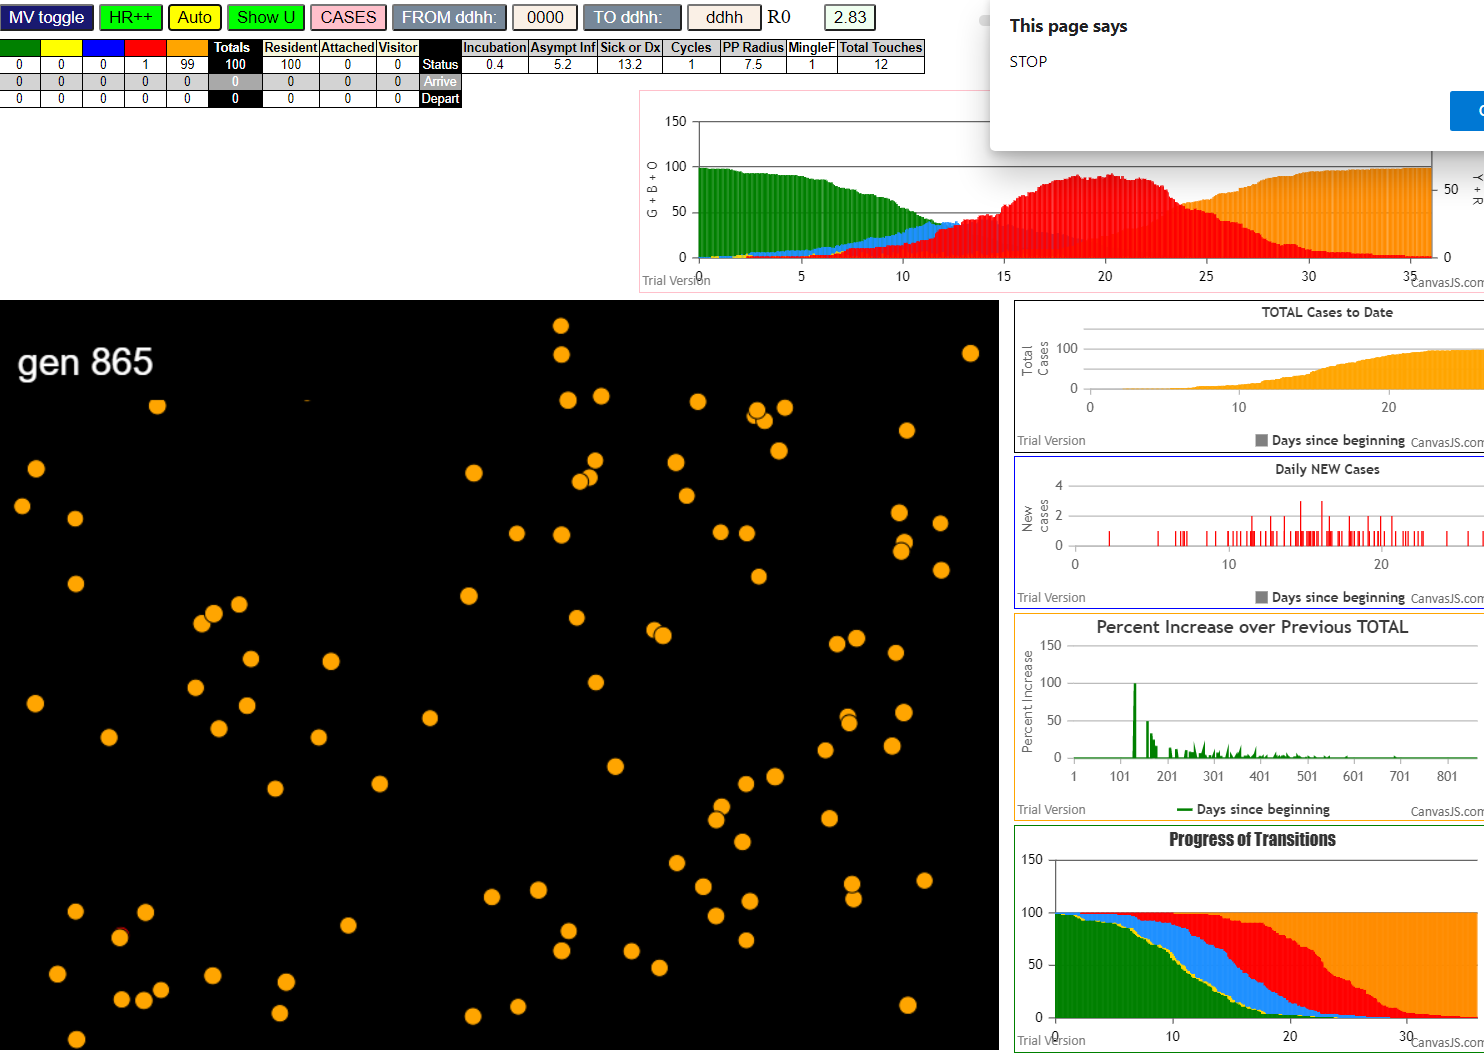 MV toggle HR++ Auto Show U CASES FROM ddhh: 0000 TO ddhh: ddhh R0 2.83
This page says
STOP
Totals Resident Attached Visitor Incubation Asympt Inf Sick or Dx Cycles PP Radius MingleF Total Touches
0 0 0 1 99 100 100 0 0 Status 0.4 5.2 13.2 1 7.5 1 12
0 0 0 0 0 0 0 0 0 Arrive
0 0 0 0 0 0 0 0 0 Depart
G + B + O
150
100
50
0
50
0
Y + R
0 5 10 15 20 25 30 35
Trial Version CanvasJS.com
gen 865
TOTAL Cases to Date
Total
Cases
100
0
0 10 20
Days since beginning
Trial Version CanvasJS.com
Daily NEW Cases
New
cases
4
2
0
0 10 20
Days since beginning
Trial Version CanvasJS.com
Percent Increase over Previous TOTAL
Percent Increase
150
100
50
0
1 101 201 301 401 501 601 701 801
Days since beginning
Trial Version CanvasJS.com
Progress of Transitions
150
100
50
0
0 10 20 30
Trial Version CanvasJS.com